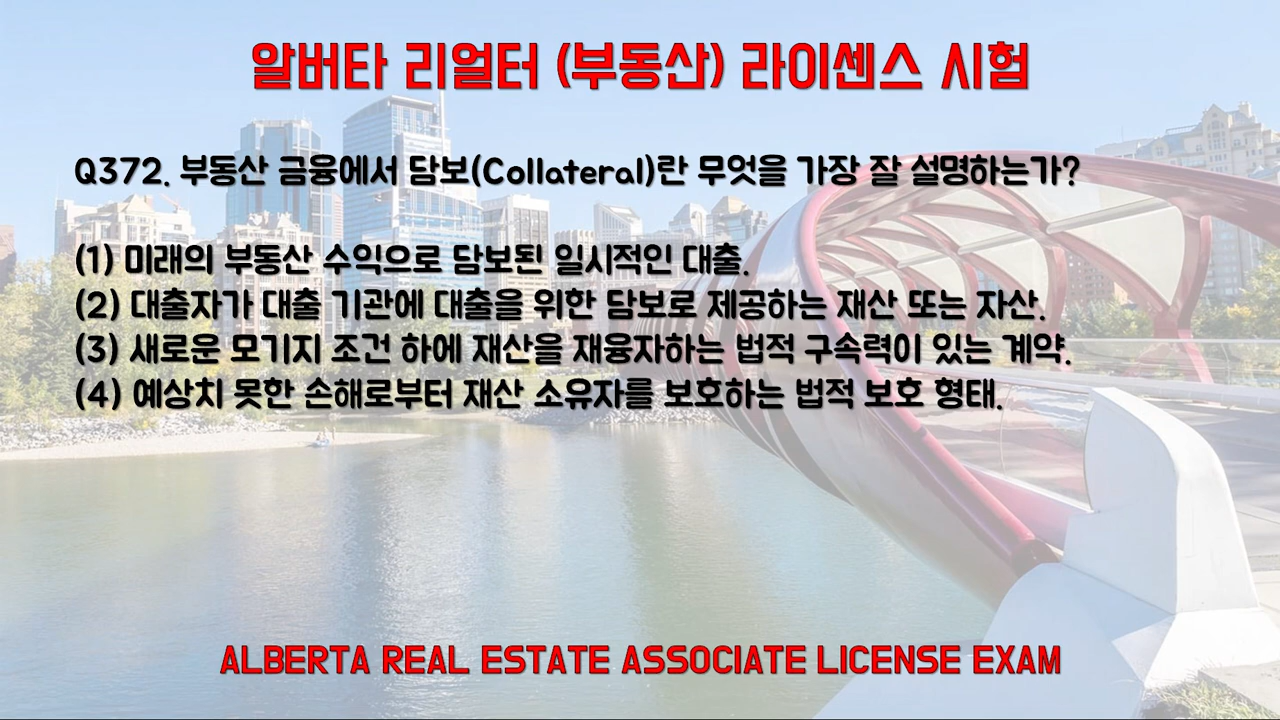 알버타 리얼터 (부동산) 라이센스 시험
Q372. 부동산 금융에서 담보(Collateral)란 무엇을 가장 잘 설명하는가?
(1) 미래의 부동산 수익으로 담보된 일시적인 대출.
(2) 대출자가 대출 기관에 대출을 위한 담보로 제공하는 재산 또는 자산.
(3) 새로운 모기지 조건 하에 재산을 재융자하는 법적 구속력이 있는 계약.
(4) 예상치 못한 손해로부터 재산 소유자를 보호하는 법적 보호 형태.
ALBERTA REAL ESTATE ASSOCIATE LICENSE EXAM